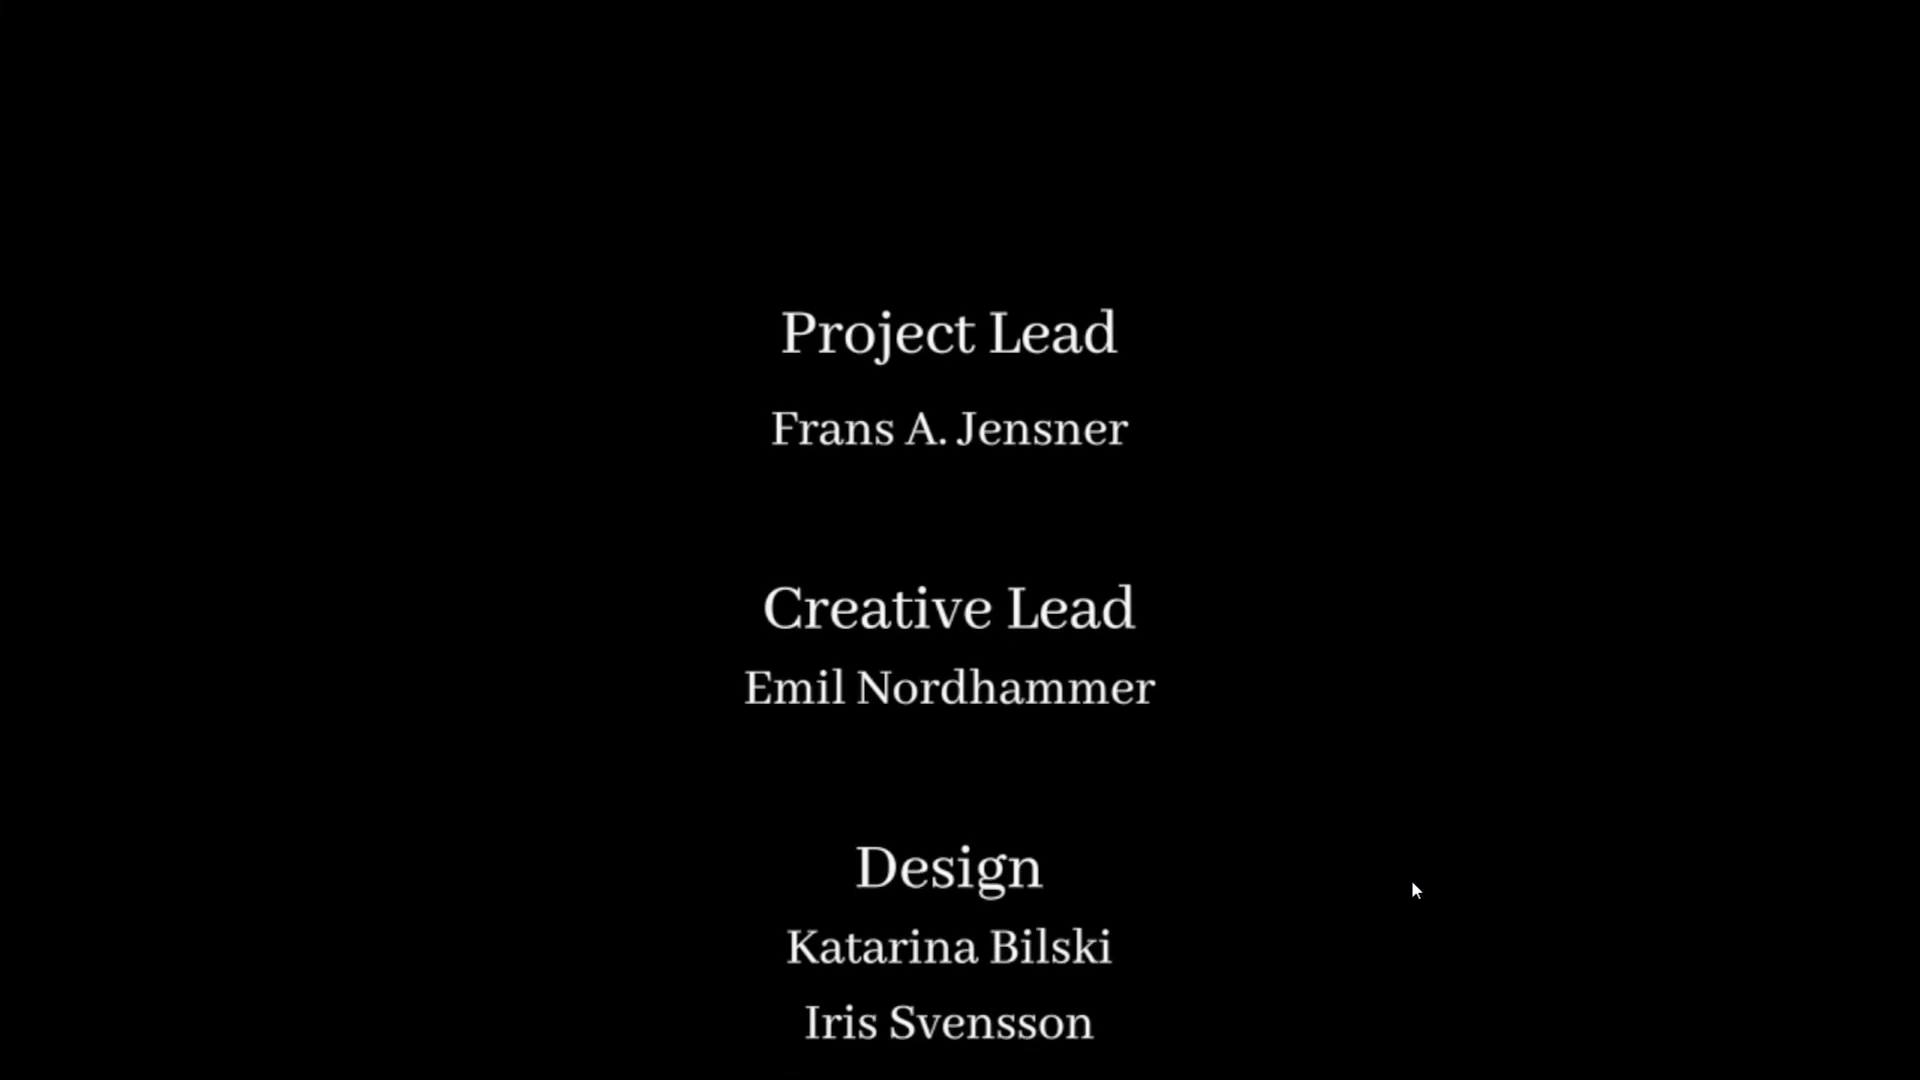 Project Lead
Frans A. Jensner
Creative Lead
Emil Nordhammer
Design
Katarina Bilski
Iris Svensson